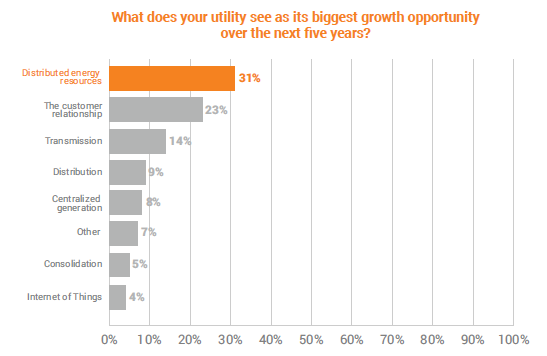 What does your utility see as its biggest growth opportunity
over the next five years?
Distributed energy
resources
31%
The customer
relationship
23%
Transmission
14%
Distribution
9%
Centralized
generation
8%
Other
7%
Consolidation
5%
Internet of Things
4%
0% 10% 20% 30% 40% 50% 60% 70% 80% 90% 100%